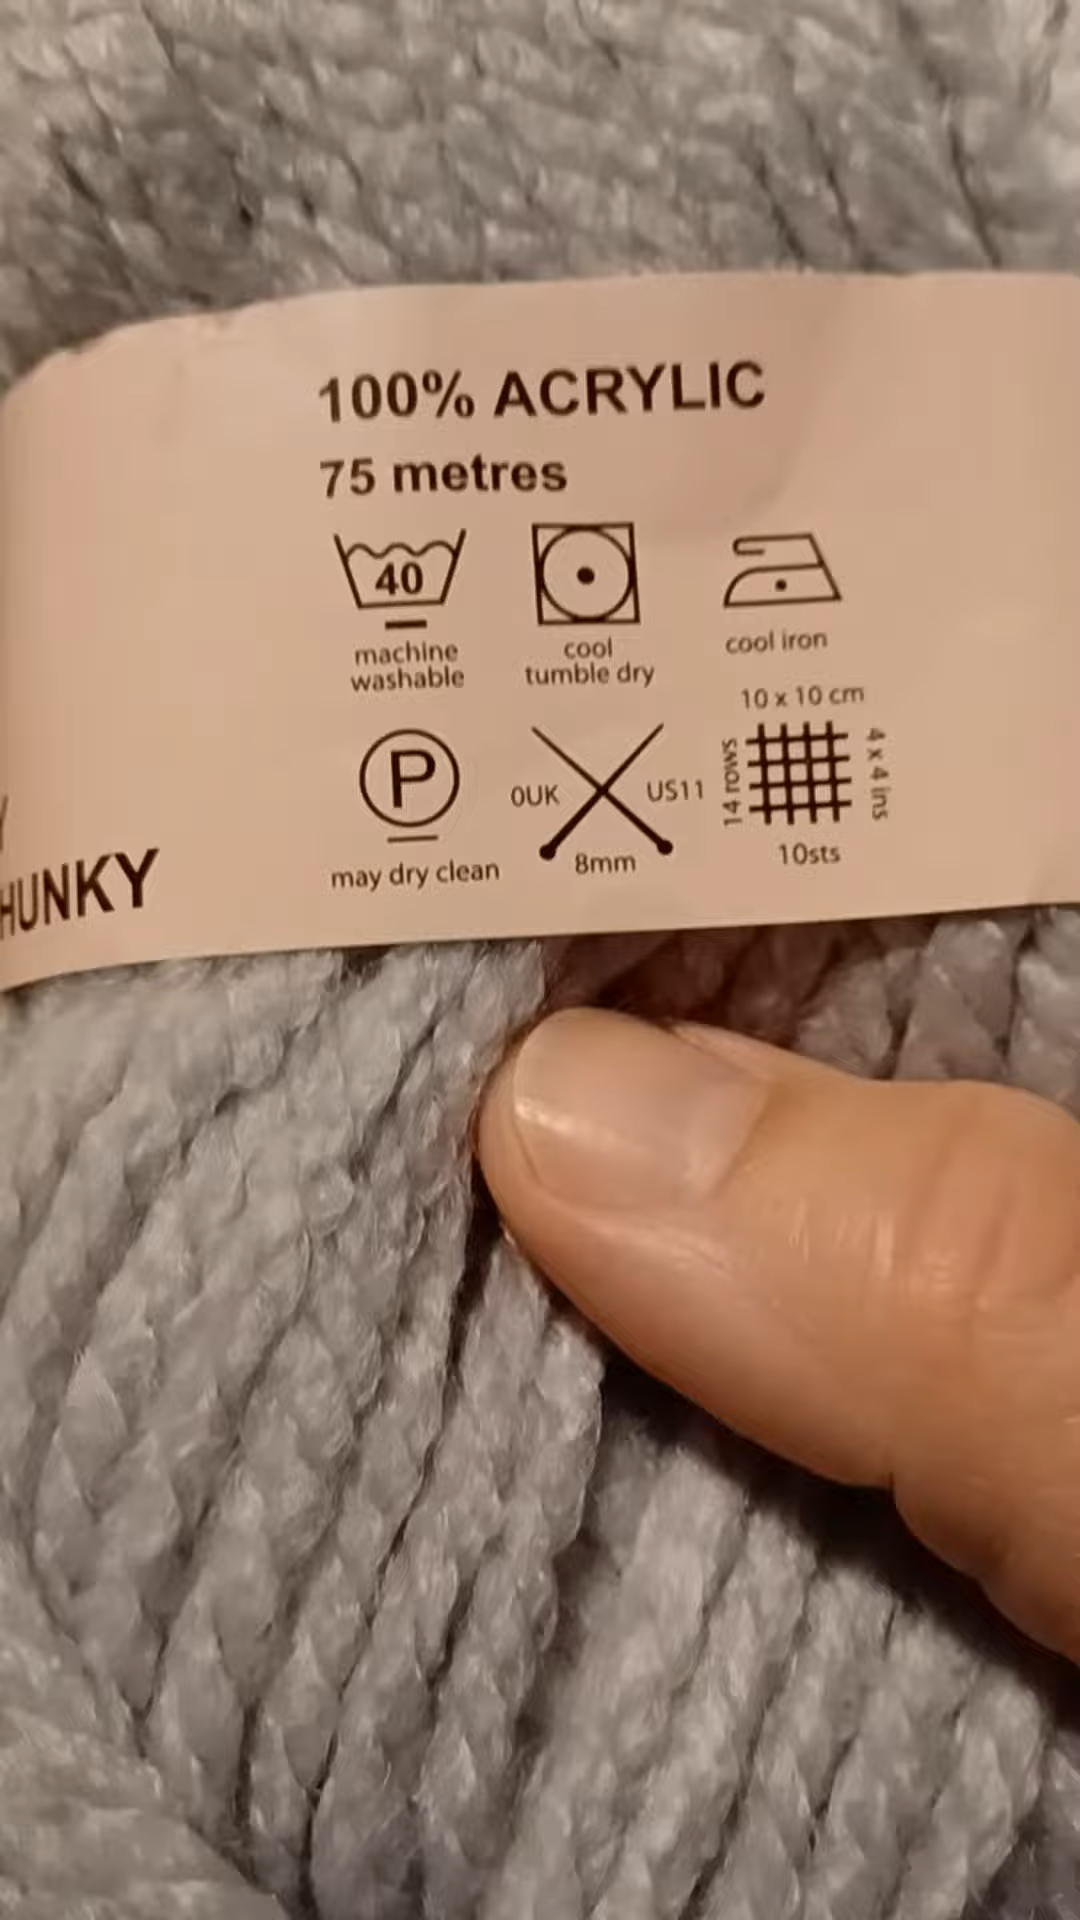 100% ACRYLIC
75 metres
40
machine
washable
cool
tumble dry
cool iron
P
may dry clean
0UK
US11
8mm
10 x 10 cm
14 rows
4 x 4 ins
10sts
HUNKY